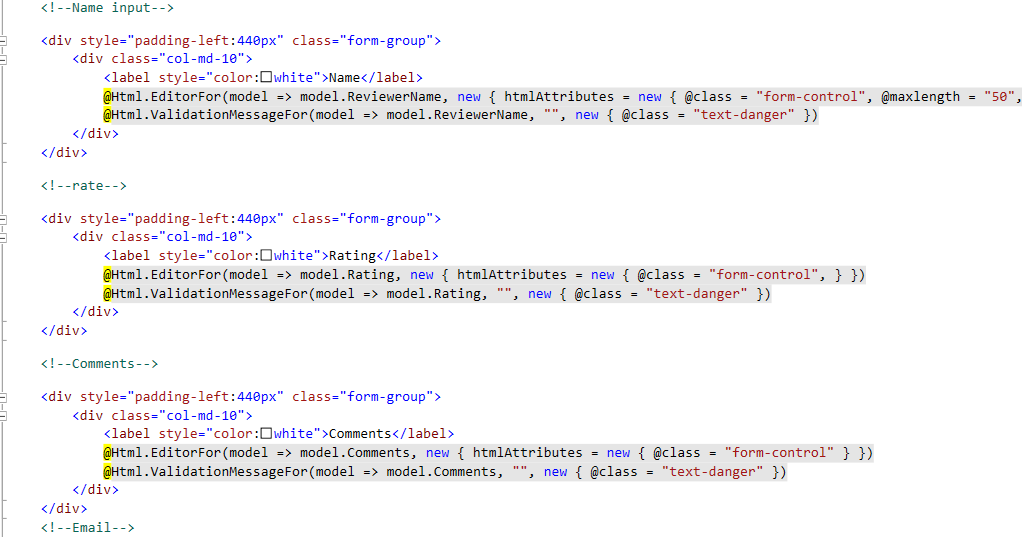 <!--Name input-->
<div style="padding-left:440px" class="form-group">
<div class="col-md-10">
<label style="color:white">Name</label>
@Html.EditorFor(model => model.ReviewerName, new { htmlAttributes = new { @class = "form-control", @maxlength = "50",
@Html.ValidationMessageFor(model => model.ReviewerName, "", new { @class = "text-danger" })
</div>
</div>
<!--rate-->
<div style="padding-left:440px" class="form-group">
<div class="col-md-10">
<label style="color:white">Rating</label>
@Html.EditorFor(model => model.Rating, new { htmlAttributes = new { @class = "form-control", } })
@Html.ValidationMessageFor(model => model.Rating, "", new { @class = "text-danger" })
</div>
</div>
<!--Comments-->
<div style="padding-left:440px" class="form-group">
<div class="col-md-10">
<label style="color:white">Comments</label>
@Html.EditorFor(model => model.Comments, new { htmlAttributes = new { @class = "form-control" } })
@Html.ValidationMessageFor(model => model.Comments, "", new { @class = "text-danger" })
</div>
</div>
<!--Email-->